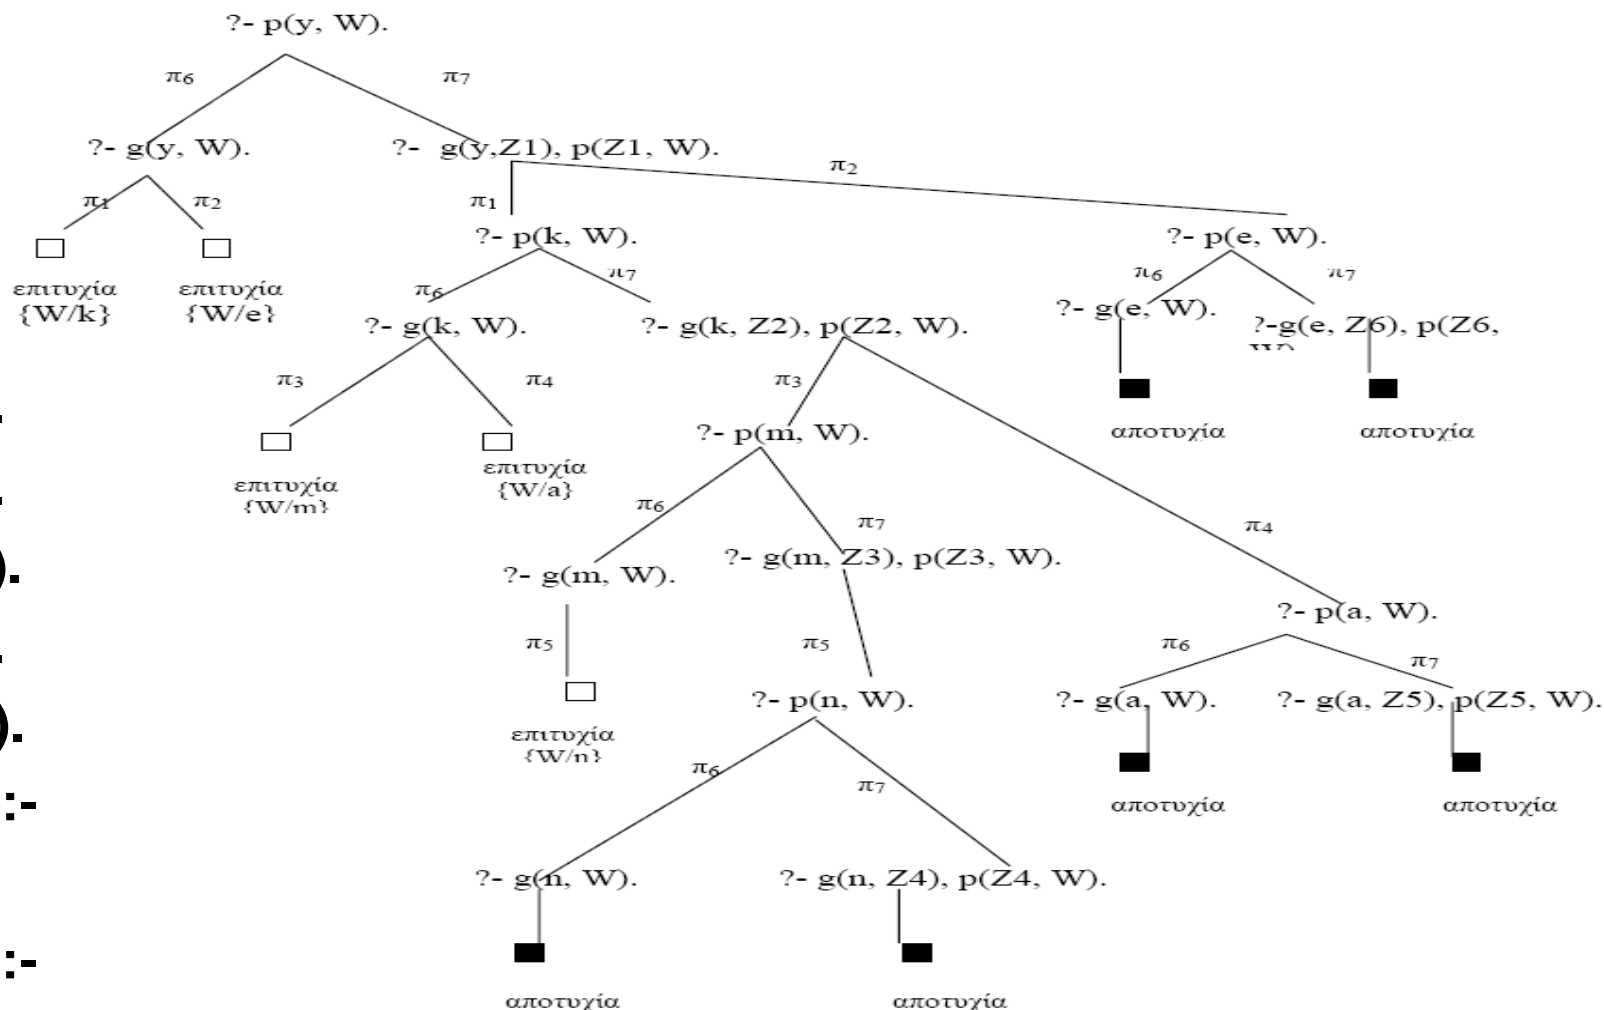 ?- p(y, W).
π6 π7
?- g(y, W). ?- g(y,Z1), p(Z1, W).
π2
π1 π2 π1
?- p(k, W). ?- p(e, W).
π7 π6 π7
επιτυχία επιτυχία π6
{W/k} {W/e} ?- g(e, W).
?- g(k, W). ?- g(k, Z2), p(Z2, W). ?-g(e, Z6), p(Z6,
π3 π4 π3
.
?- p(m, W). αποτυχία αποτυχία
επιτυχία
επιτυχία {W/a}
{W/m}
.
π6 π7 π4
?- g(m, Z3), p(Z3, W).
). ?- g(m, W).
?- p(a, W).
π5 π5 π6
. π7
?- p(n, W). ?- g(a, W). ?- g(a, Z5), p(Z5, W).
). επιτυχία
{W/n}
π6 π7
:- αποτυχία αποτυχία
?- g(n, W). ?- g(n, Z4), p(Z4, W).
:-
αποτυχία αποτυχία